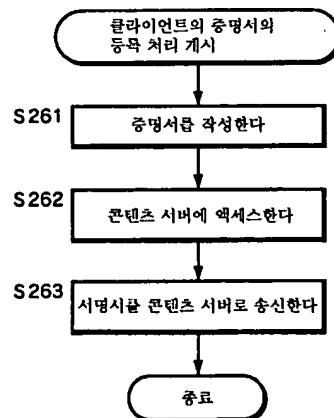 클라이언트의 증명서의
등록 처리 개시
S261
증명서를 작성한다
S262
콘텐츠 서버에 액세스한다
S263
서명시를 콘텐츠 서버로 송신한다
종료